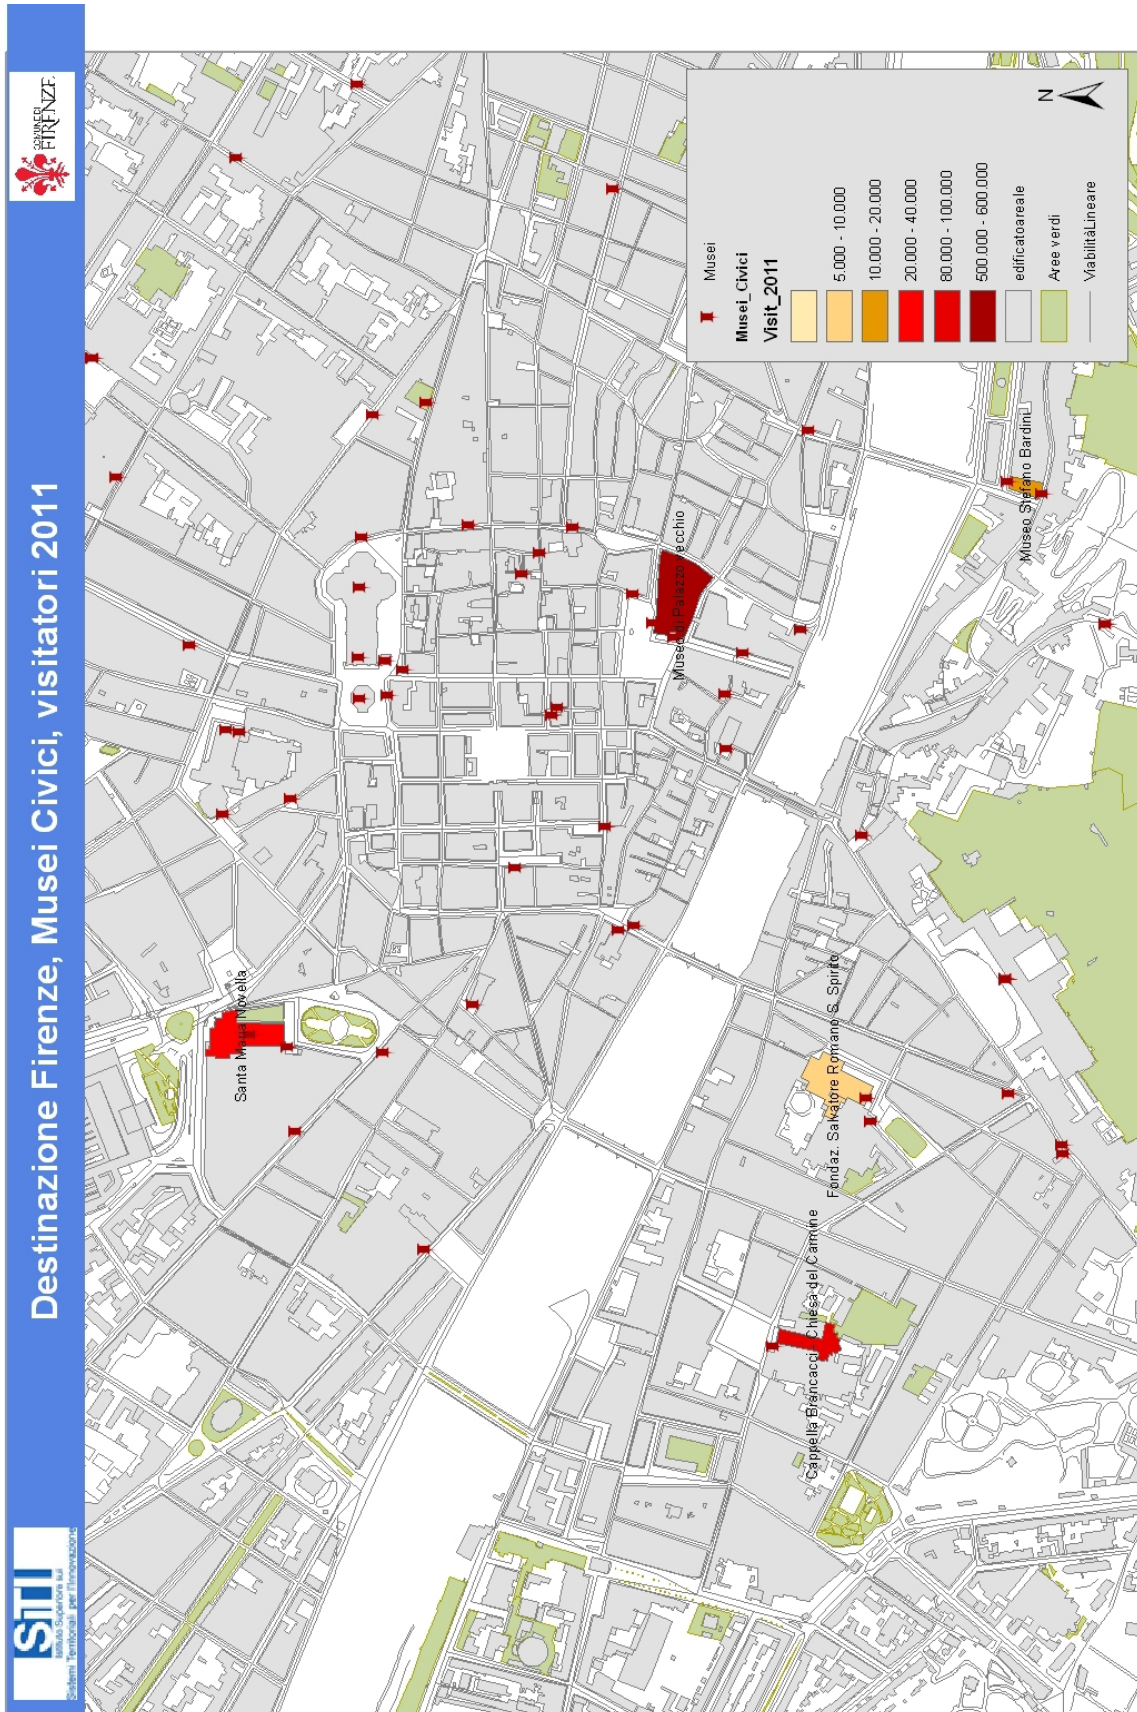 Destinazione Firenze, Musei Civici, visitatori 2011
SiTI
Istituto Superiore sui
Sistemi Territoriali per l'Innovazione
COMUNE DI
FIRENZE
Santa Maria Novella
Museo di Palazzo Vecchio
Museo Stefano Bardini
Fondaz. Salvatore Romano S. Spirito
Cappella Brancacci Chiesa del Carmine
Musei
Musei_Civici
Visit_2011
5.000 - 10.000
10.000 - 20.000
20.000 - 40.000
80.000 - 100.000
500.000 - 600.000
edificatoareale
Aree verdi
ViabilitàLineare
N